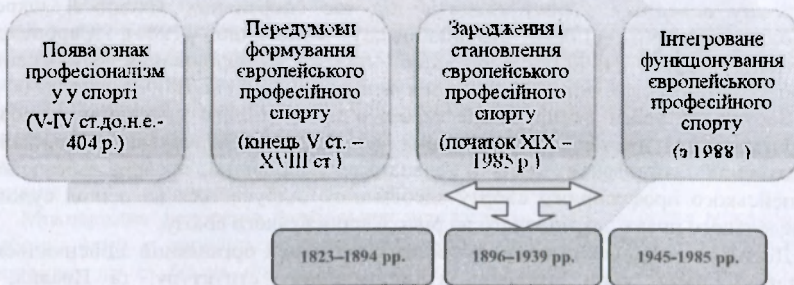 Поява ознак
професіоналізм
у у спорті
(V-IV ст.до.н.е.-
404 р.)
Передумови
формування
європейського
професійного
спорту
(кінець V ст. –
XVIII ст.)
Зародження і
становлення
європейського
професійного
спорту
(початок XIX –
1985 р.)
Інтегроване
функціонування
європейського
професійного
спорту
(з 1988 )
1823–1894 рр.
1896–1939 рр.
1945-1985 рр.